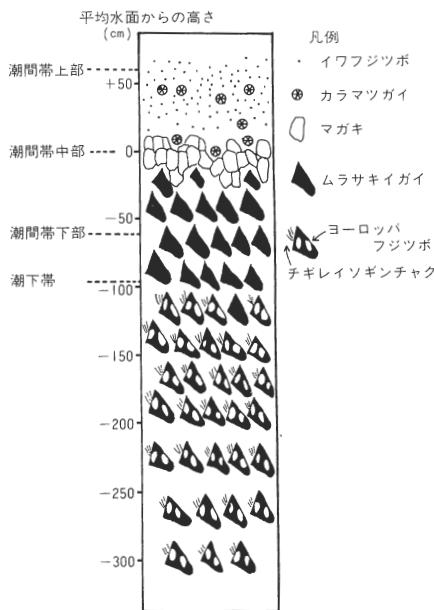 平均水面からの高さ
(cm)
潮間帯上部
+50
潮間帯中部
0
-50
潮間帯下部
潮下帯
-100
-150
-200
-250
-300
凡例
イワフジツボ
カラマツガイ
マガキ
ムラサキイガイ
ヨーロッパ
フジツボ
チギレイソギンチャク